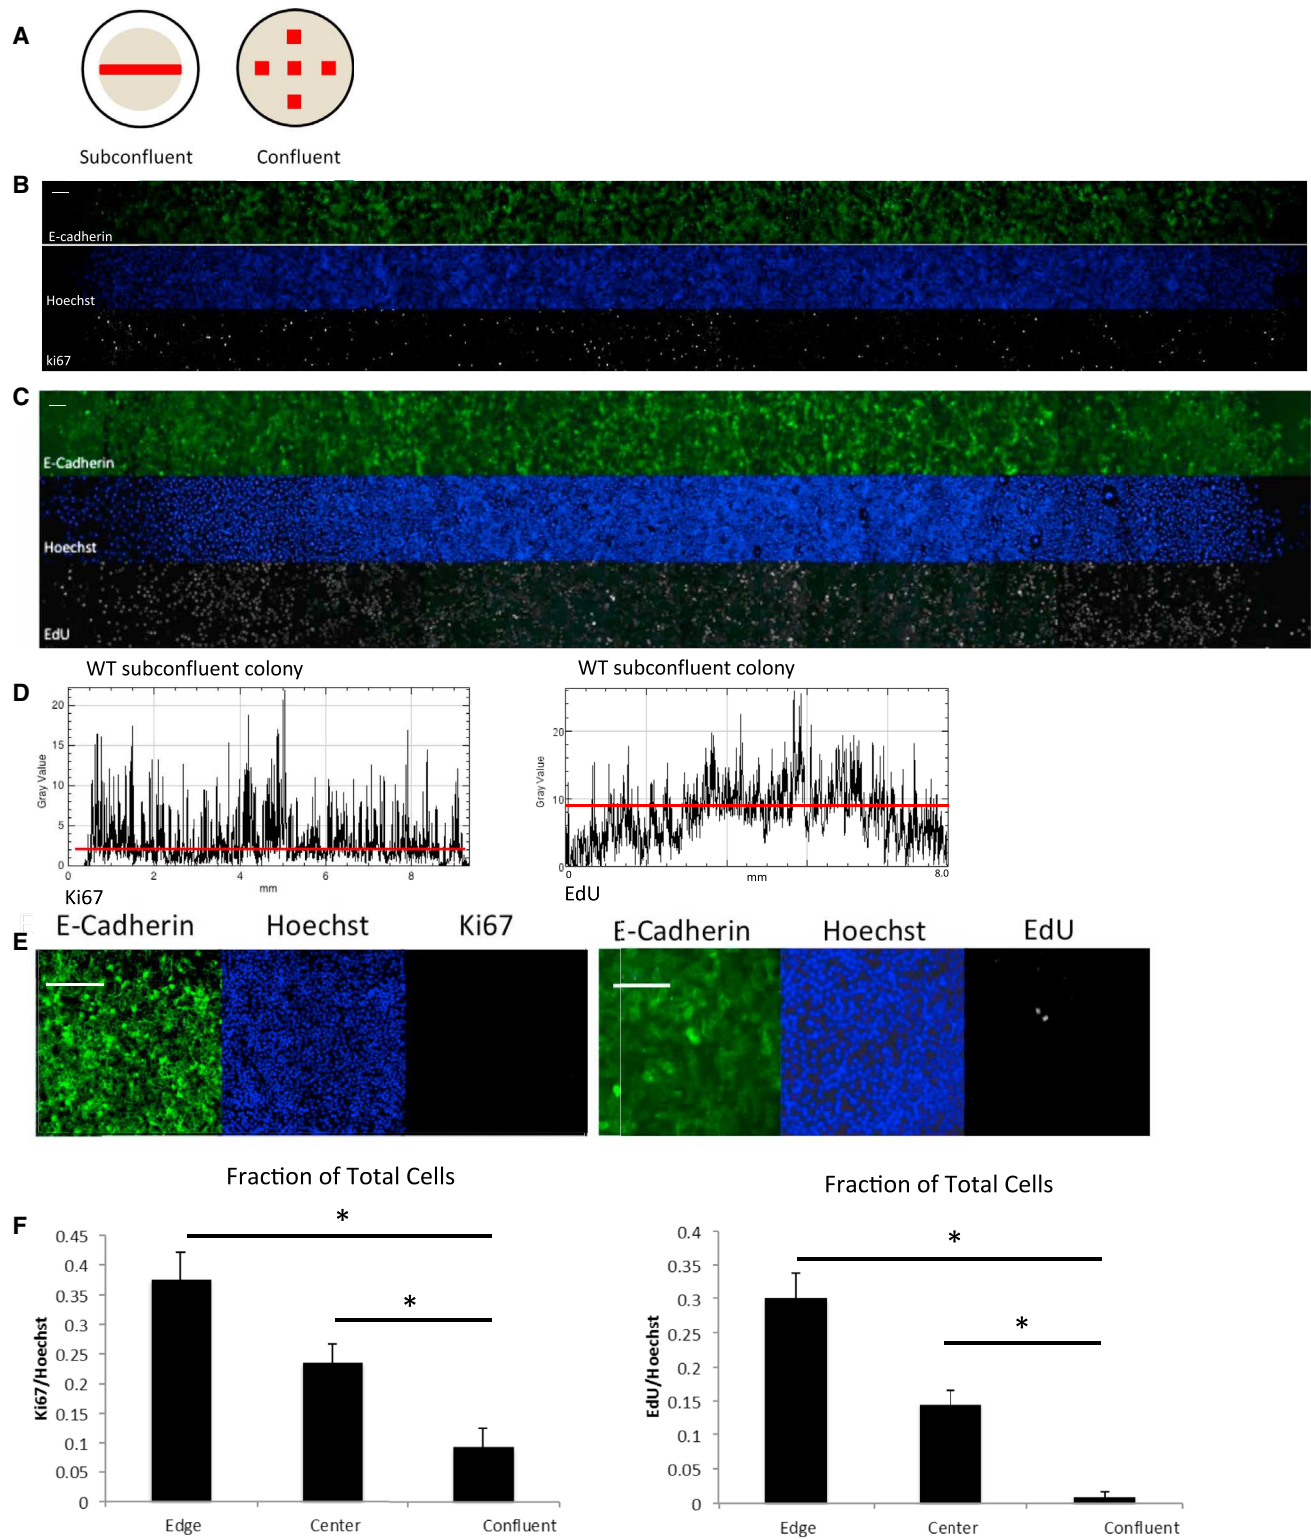 A
Subconfluent Confluent
B
E-cadherin
Hoechst
ki67
C
E-Cadherin
Hoechst
EdU
D
WT subconfluent colony
Gray Value
20
15
10
5
0
0 2 4 6 8
mm
Ki67
WT subconfluent colony
Gray Value
20
10
0
0 mm 8.0
EdU
E
E-Cadherin Hoechst Ki67
E-Cadherin Hoechst EdU
F
Fraction of Total Cells
Ki67/Hoechst
0.45
0.4
0.35
0.3
0.25
0.2
0.15
0.1
0.05
0
*
*
Edge Center Confluent
Fraction of Total Cells
EdU/Hoechst
0.4
0.35
0.3
0.25
0.2
0.15
0.1
0.05
0
*
*
Edge Center Confluent